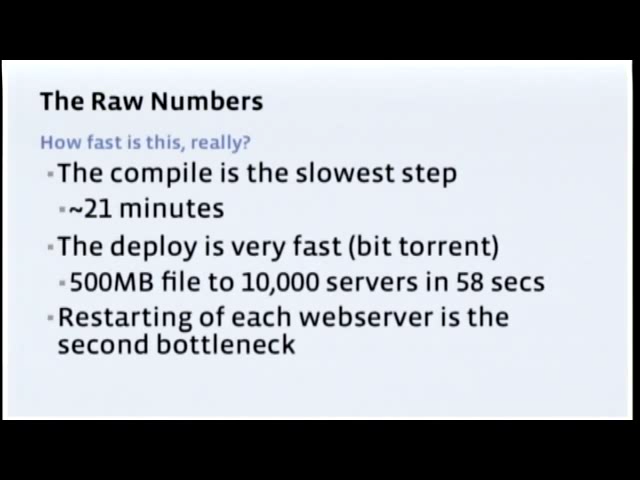 The Raw Numbers
How fast is this, really?
▪The compile is the slowest step
▪~21 minutes
▪The deploy is very fast (bit torrent)
▪500MB file to 10,000 servers in 58 secs
▪Restarting of each webserver is the
second bottleneck